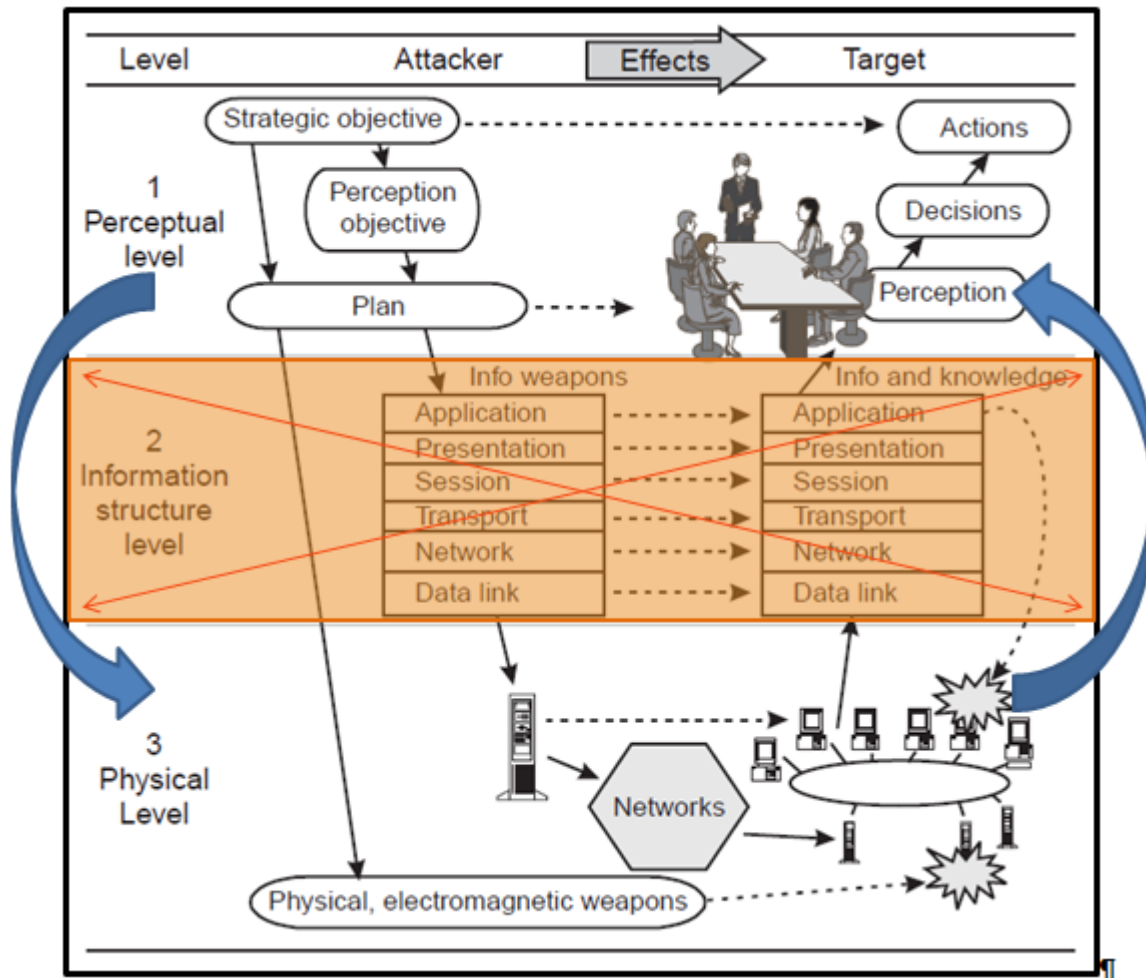 Level Attacker Effects Target
Strategic objective
Actions
1
Perceptual
level
Perception
objective
Decisions
Plan
Perception
Info weapons
Info and knowledge
2
Information
structure
level
Application
Presentation
Session
Transport
Network
Data link
Application
Presentation
Session
Transport
Network
Data link
3
Physical
Level
Networks
Physical, electromagnetic weapons
¶